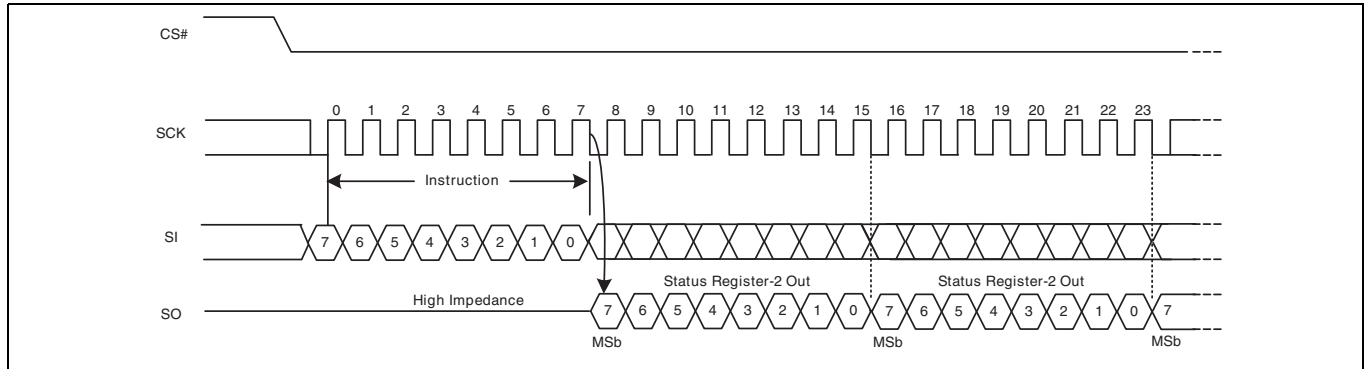 CS#
0 1 2 3 4 5 6 7 8 9 10 11 12 13 14 15 16 17 18 19 20 21 22 23
SCK
Instruction
SI
7 6 5 4 3 2 1 0
Status Register-2 Out Status Register-2 Out
High Impedance
SO
7 6 5 4 3 2 1 0 7 6 5 4 3 2 1 0 7
MSb MSb MSb